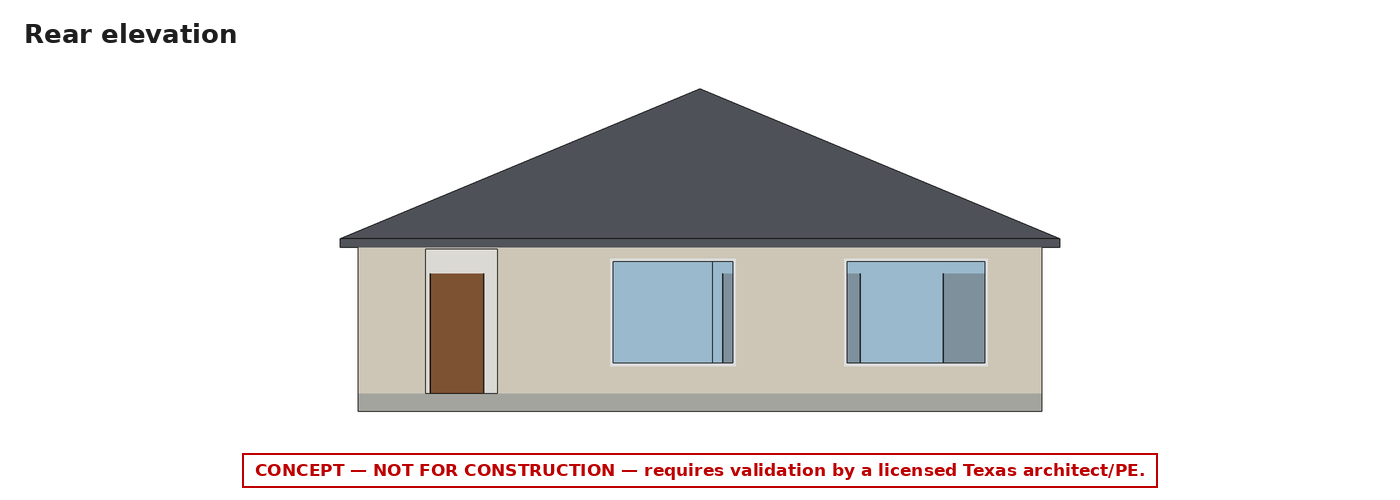 Rear elevation
CONCEPT — NOT FOR CONSTRUCTION — requires validation by a licensed Texas architect/PE.